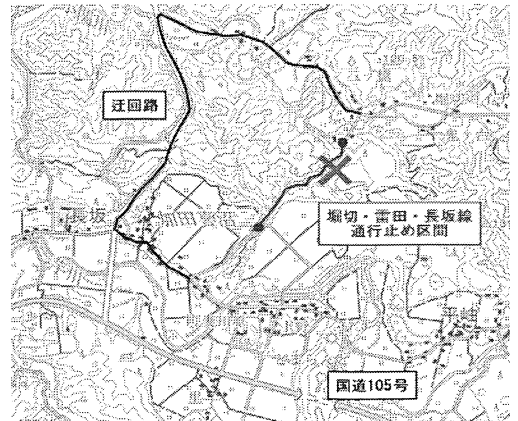 迂回路
長坂
堀切・雷田・長坂線
通行止め区間
国道105号